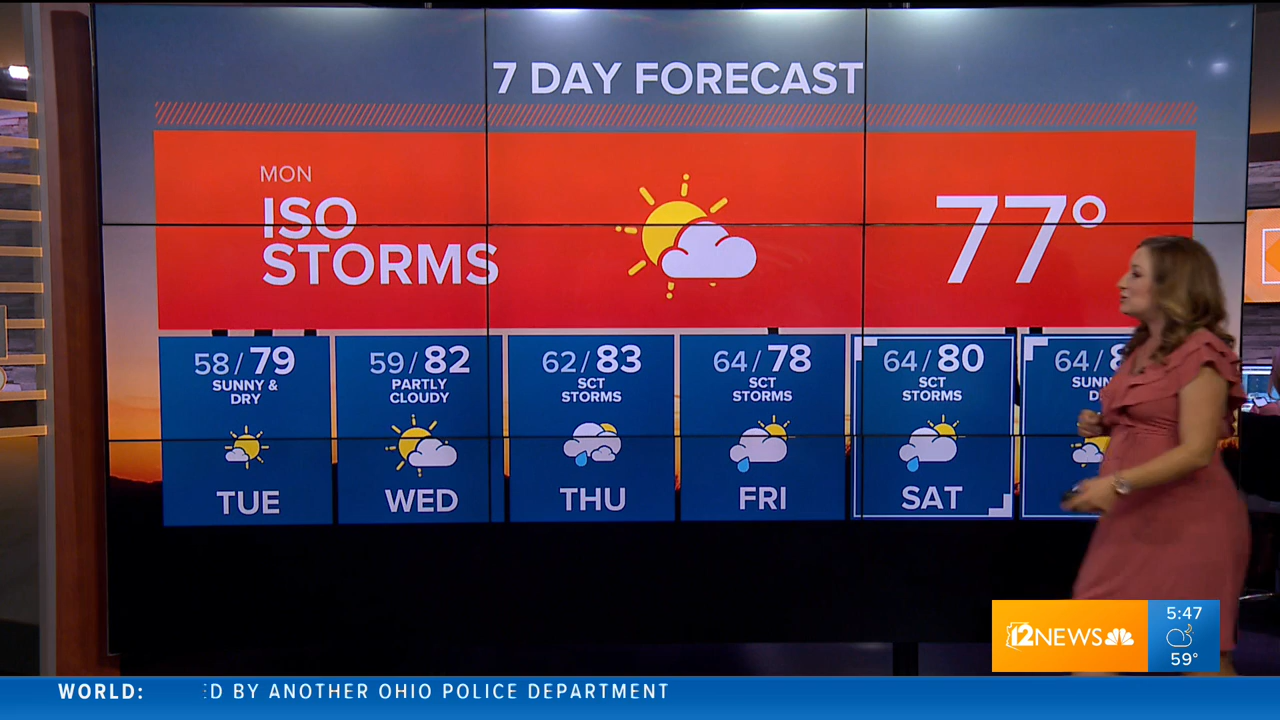 7 DAY FORECAST
MON
ISO
STORMS
77°
58/79
SUNNY &
DRY
TUE
59/82
PARTLY
CLOUDY
WED
62/83
SCT
STORMS
THU
64/78
SCT
STORMS
FRI
64/80
SCT
STORMS
SAT
64/
12NEWS
5:47
59°
WORLD: D BY ANOTHER OHIO POLICE DEPARTMENT